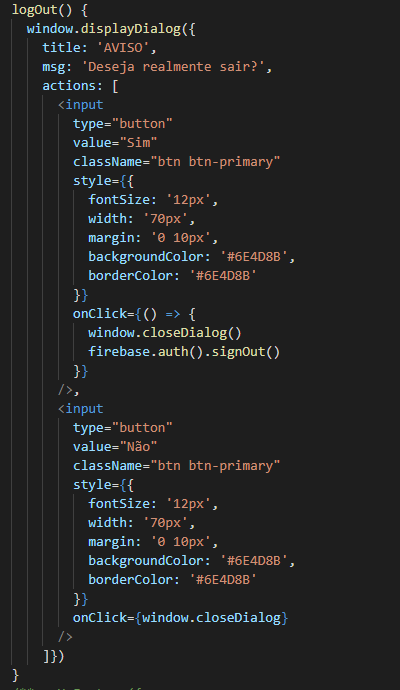 logOut() {
window.displayDialog({
title: 'AVISO',
msg: 'Deseja realmente sair?',
actions: [
<input
type="button"
value="Sim"
className="btn btn-primary"
style={{
fontSize: '12px',
width: '70px',
margin: '0 10px',
backgroundColor: '#6E4D8B',
borderColor: '#6E4D8B'
}}
onClick={() => {
window.closeDialog()
firebase.auth().signOut()
}}
/>,
<input
type="button"
value="Não"
className="btn btn-primary"
style={{
fontSize: '12px',
width: '70px',
margin: '0 10px',
backgroundColor: '#6E4D8B',
borderColor: '#6E4D8B'
}}
onClick={window.closeDialog}
/>
]})
}